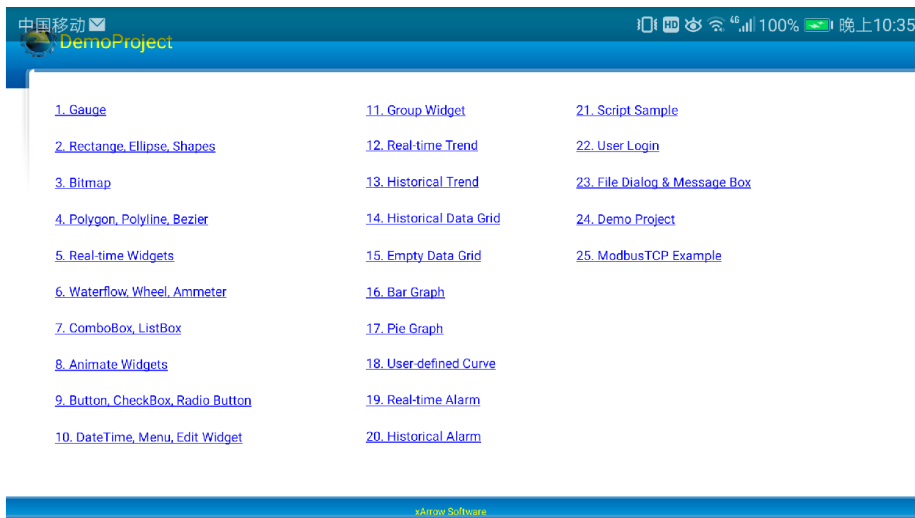 中国移动
HD 46 100% 晚上10:35
DemoProject
1. Gauge
2. Rectange, Ellipse, Shapes
3. Bitmap
4. Polygon, Polyline, Bezier
5. Real-time Widgets
6. Waterflow, Wheel, Ammeter
7. ComboBox, ListBox
8. Animate Widgets
9. Button, CheckBox, Radio Button
10. DateTime, Menu, Edit Widget
11. Group Widget
12. Real-time Trend
13. Historical Trend
14. Historical Data Grid
15. Empty Data Grid
16. Bar Graph
17. Pie Graph
18. User-defined Curve
19. Real-time Alarm
20. Historical Alarm
21. Script Sample
22. User Login
23. File Dialog & Message Box
24. Demo Project
25. ModbusTCP Example
xArrow Software